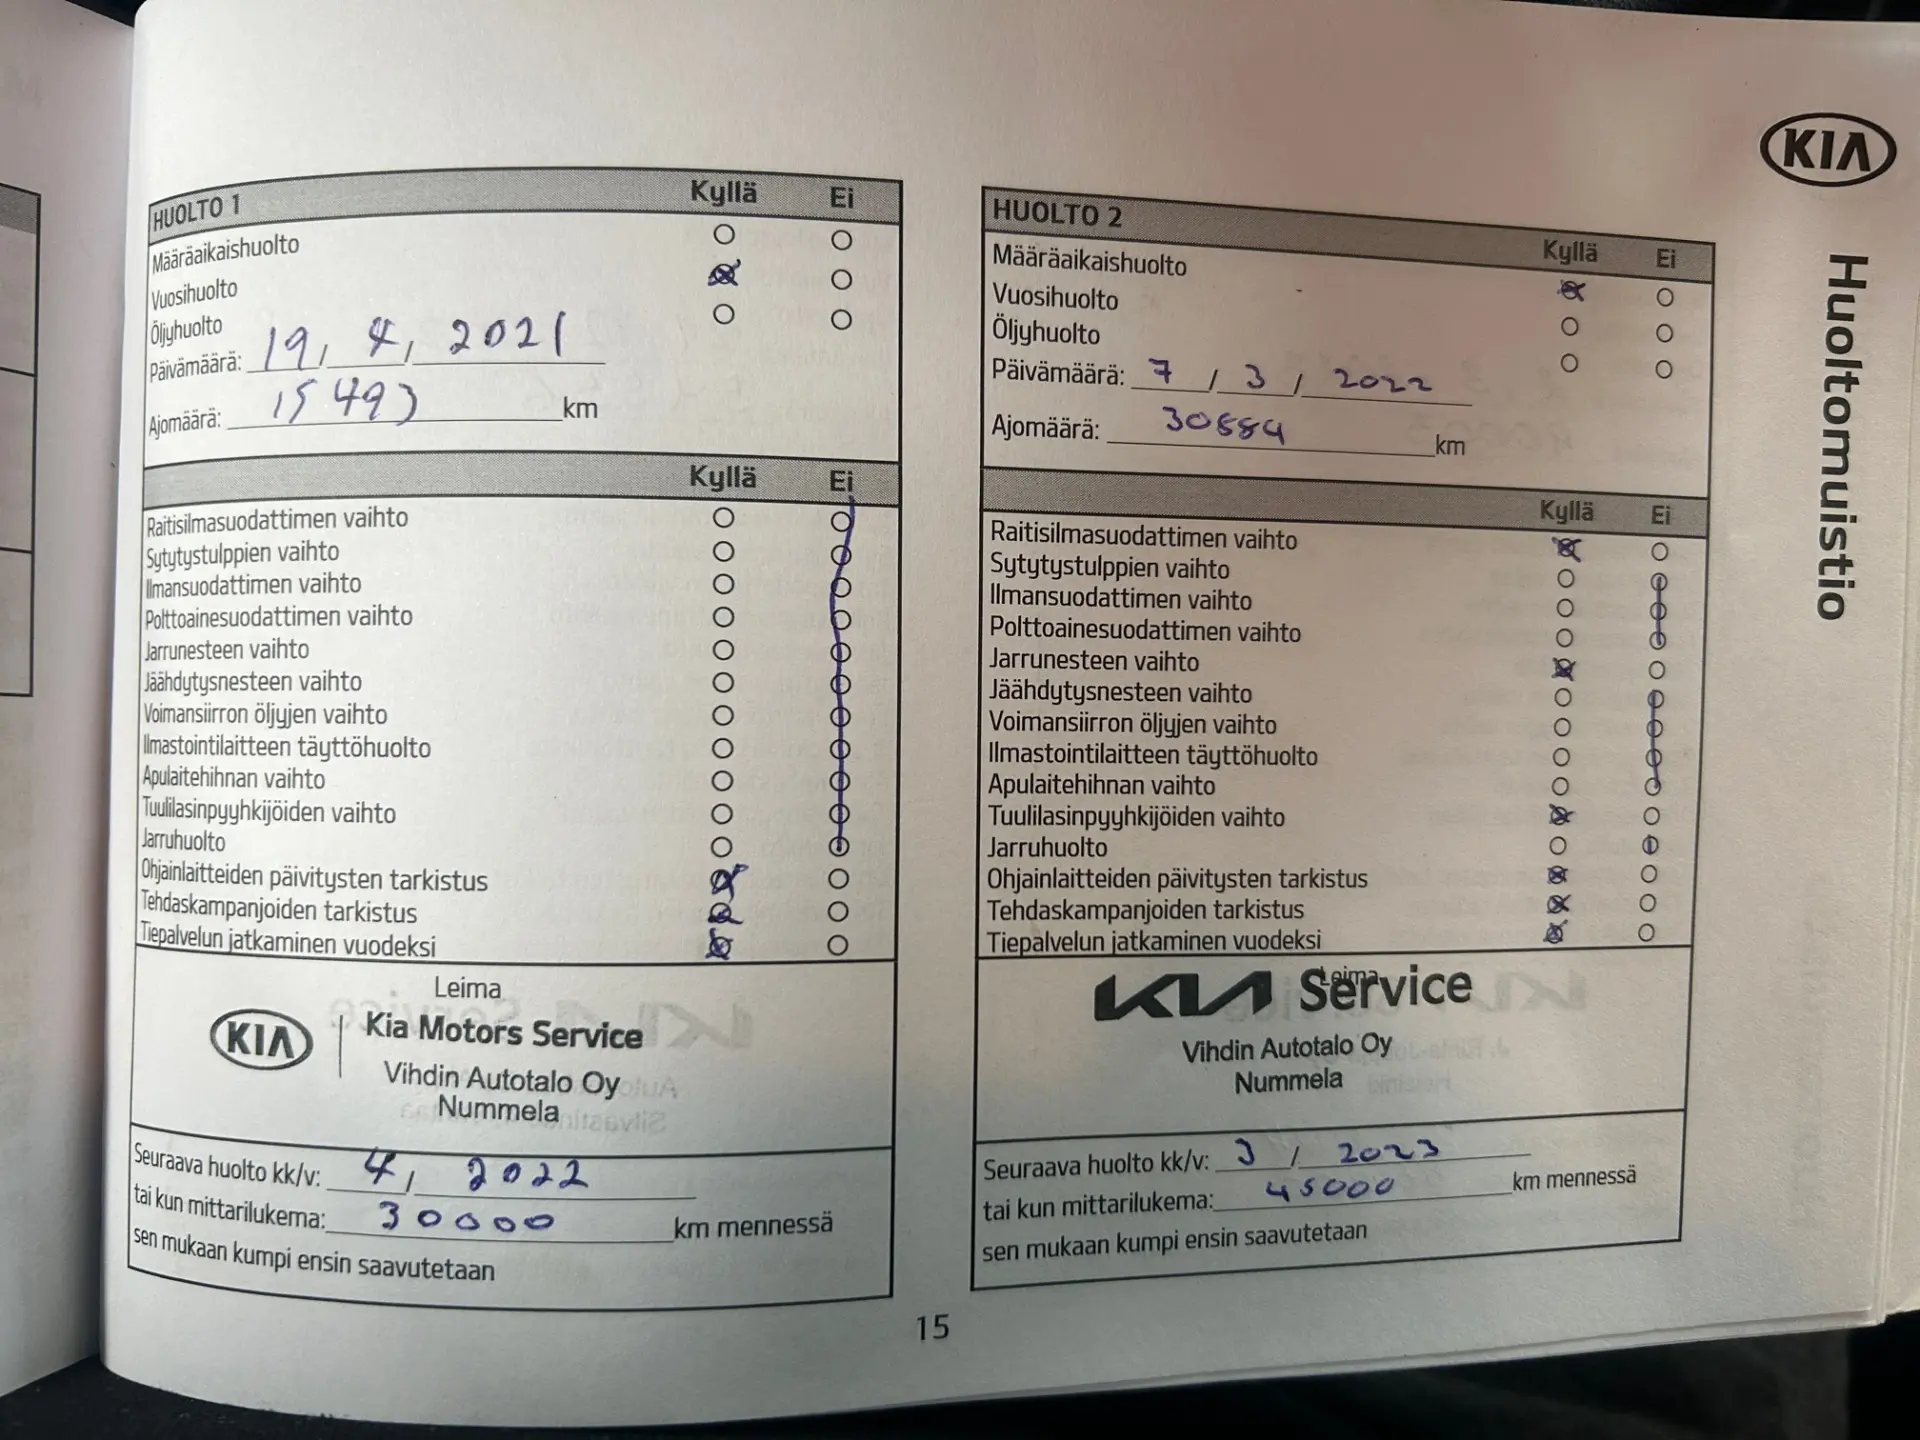 KIA
Huoltomuistio
HUOLTO 1 Kyllä Ei
Määräaikaishuolto
Vuosihuolto
Öljyhuolto
Päivämäärä: 19, 4, 2021
Ajomäärä: 15493 km
Kyllä Ei
Raitisilmasuodattimen vaihto
Sytytystulppien vaihto
Ilmansuodattimen vaihto
Polttoainesuodattimen vaihto
Jarrunesteen vaihto
Jäähdytysnesteen vaihto
Voimansiirron öljyjen vaihto
Ilmastointilaitteen täyttöhuolto
Apulaitehihnan vaihto
Tuulilasinpyyhkijöiden vaihto
Jarruhuolto
Ohjainlaitteiden päivitysten tarkistus
Tehdaskampanjoiden tarkistus
Tiepalvelun jatkaminen vuodeksi
Leima
KIA Kia Motors Service
Vihdin Autotalo Oy
Nummela
Seuraava huolto kk/v: 4, 2022
tai kun mittarilukema: 30000 km mennessä
sen mukaan kumpi ensin saavutetaan
HUOLTO 2
Kyllä Ei
Määräaikaishuolto
Vuosihuolto
Öljyhuolto
Päivämäärä: 7 / 3 / 2022
Ajomäärä: 30884 km
Kyllä Ei
Raitisilmasuodattimen vaihto
Sytytystulppien vaihto
Ilmansuodattimen vaihto
Polttoainesuodattimen vaihto
Jarrunesteen vaihto
Jäähdytysnesteen vaihto
Voimansiirron öljyjen vaihto
Ilmastointilaitteen täyttöhuolto
Apulaitehihnan vaihto
Tuulilasinpyyhkijöiden vaihto
Jarruhuolto
Ohjainlaitteiden päivitysten tarkistus
Tehdaskampanjoiden tarkistus
Tiepalvelun jatkaminen vuodeksi
Leima
KIA Service
Vihdin Autotalo Oy
Nummela
Seuraava huolto kk/v: 3 / 2023
tai kun mittarilukema: 45000 km mennessä
sen mukaan kumpi ensin saavutetaan
15